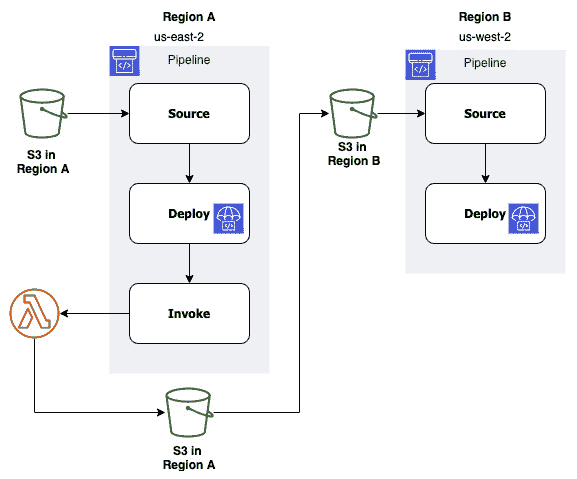 Region A
us-east-2
Pipeline
Source
S3 in
Region A
Deploy
Invoke
S3 in
Region A
Region B
us-west-2
Pipeline
S3 in
Region B
Source
Deploy